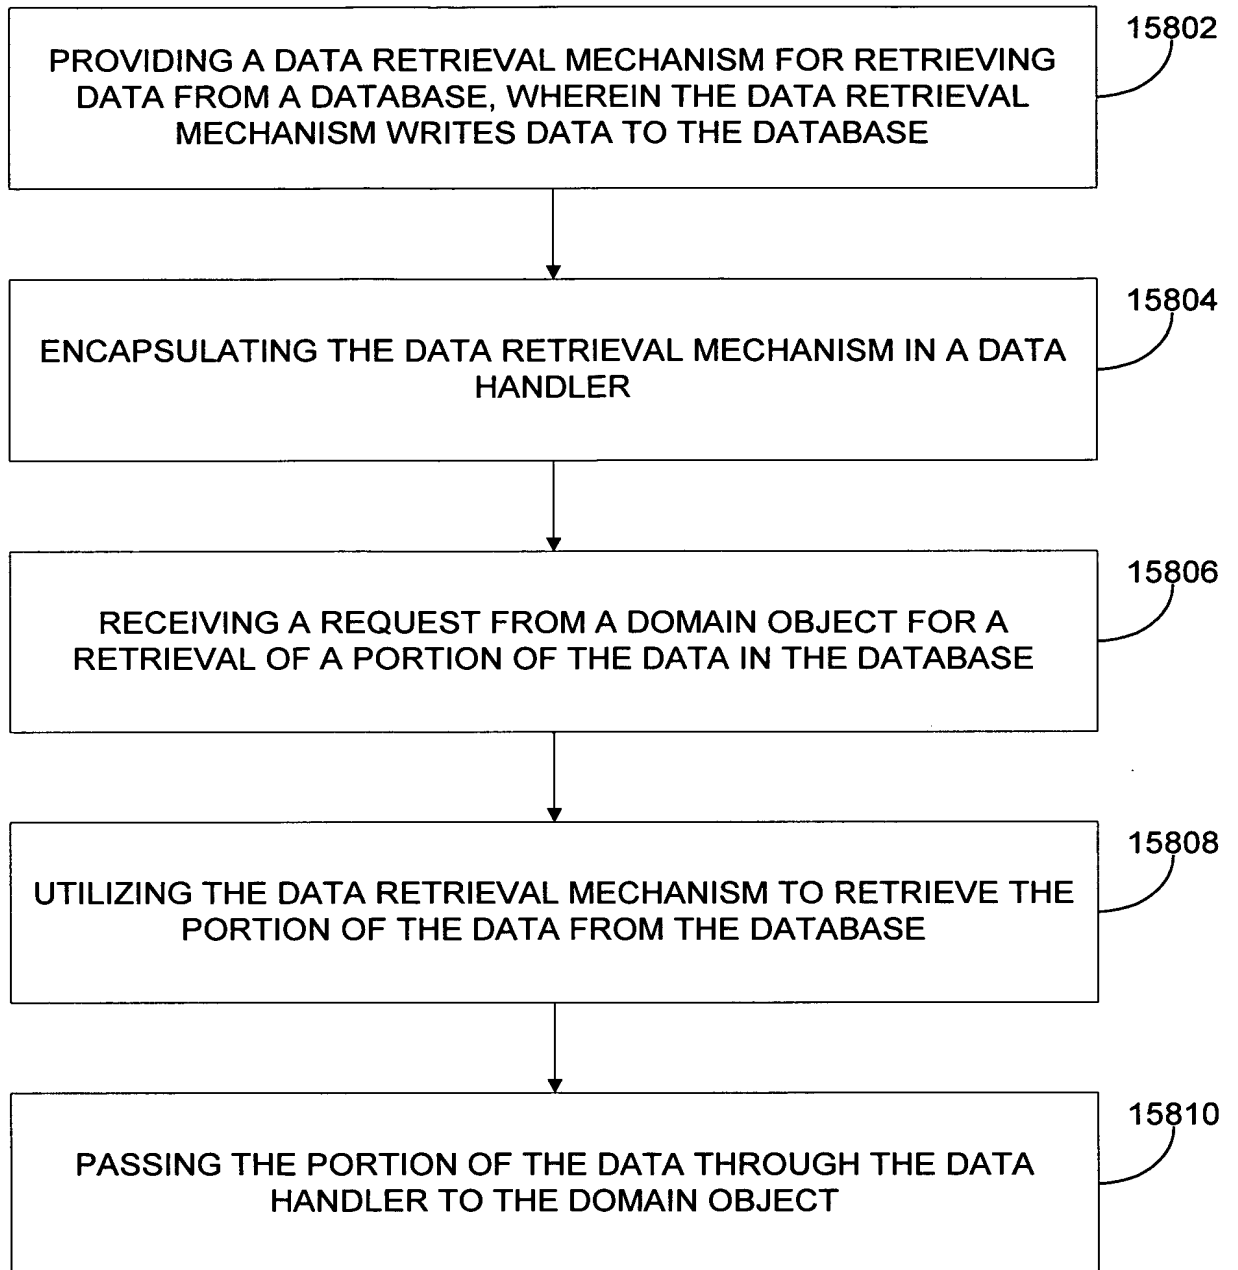 15802
PROVIDING A DATA RETRIEVAL MECHANISM FOR RETRIEVING
DATA FROM A DATABASE, WHEREIN THE DATA RETRIEVAL
MECHANISM WRITES DATA TO THE DATABASE
15804
ENCAPSULATING THE DATA RETRIEVAL MECHANISM IN A DATA
HANDLER
15806
RECEIVING A REQUEST FROM A DOMAIN OBJECT FOR A
RETRIEVAL OF A PORTION OF THE DATA IN THE DATABASE
15808
UTILIZING THE DATA RETRIEVAL MECHANISM TO RETRIEVE THE
PORTION OF THE DATA FROM THE DATABASE
15810
PASSING THE PORTION OF THE DATA THROUGH THE DATA
HANDLER TO THE DOMAIN OBJECT